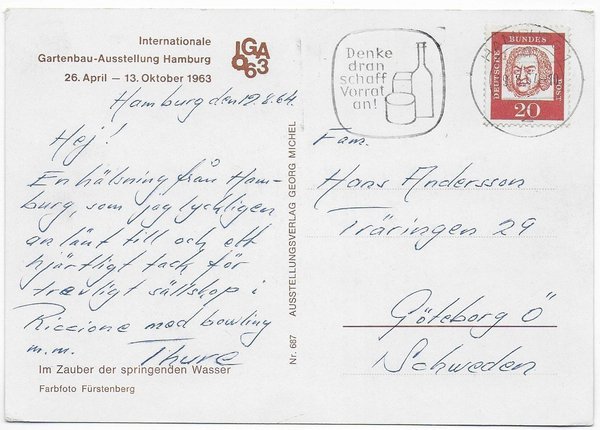 Internationale
Gartenbau-Ausstellung Hamburg
26. April — 13. Oktober 1963
IGA
63
Hamburg den 19.8.64
Hej!
En hälsning från Ham-
burg, som jag lyckligen
anlänt till och ett
hjärtligt tack för
trevligt sällskap i
Riccione med bowling
m.m. Thure
Im Zauber der springenden Wasser
Farbfoto Fürstenberg
Nr. 687 AUSSTELLUNGSVERLAG GEORG MICHEL
Denke
dran
schaff
Vorrat
an!
DEUTSCHE
BUNDES
POST
20
Fam.
Hans Andersson
Träringen 29
Göteborg Ö
Schweden